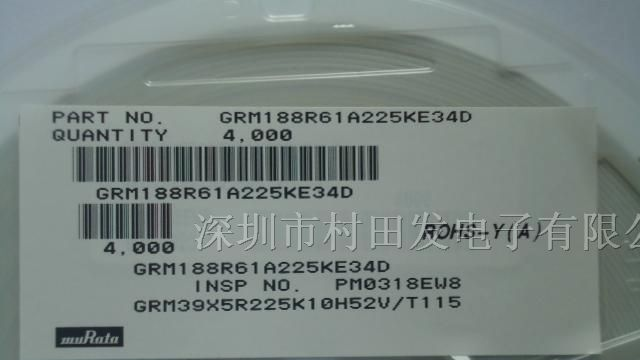 PART NO. GRM188R61A225KE34D
QUANTITY 4,000
GRM188R61A225KE34D
4,000
深圳市村田发电子有限公
ROHS-Y(A)
GRM188R61A225KE34D
INSP NO. PM0318EW8
GRM39X5R225K10H52V/T115
muRata